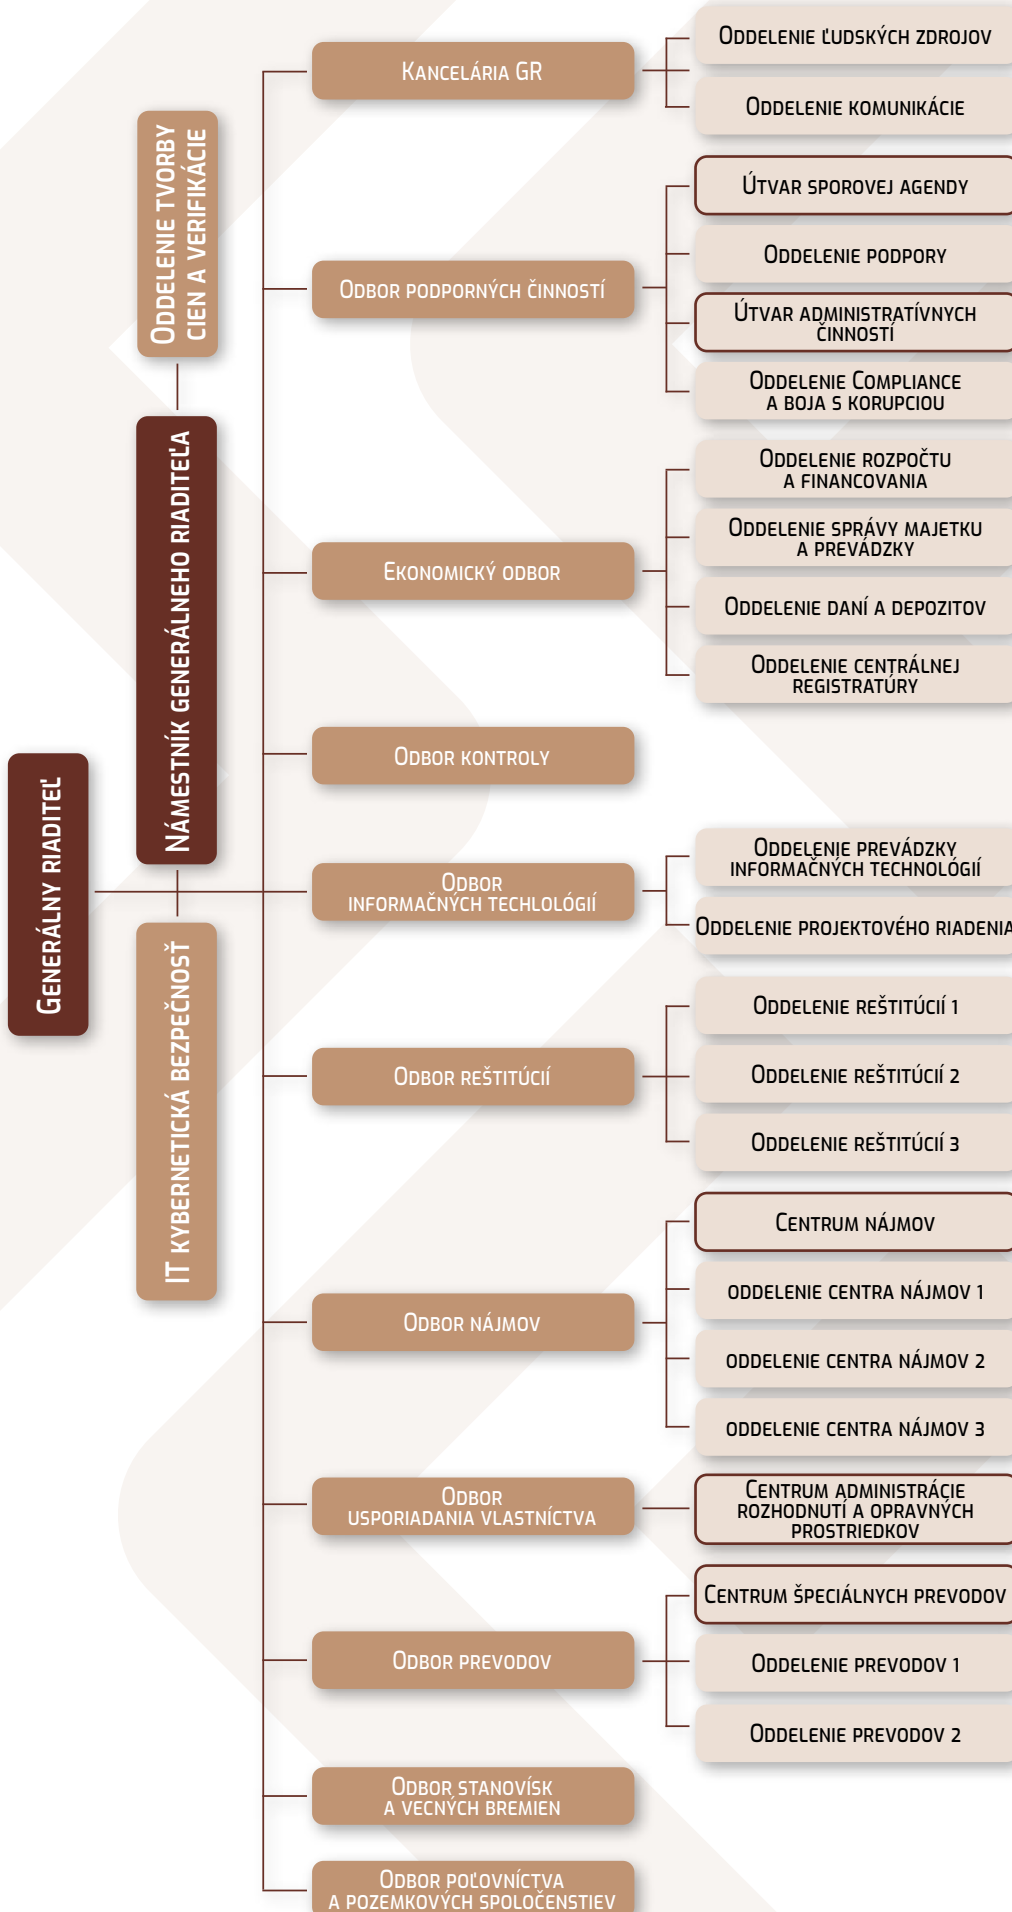 Generálny riaditeľ
Námestník generálneho riaditeľa
Oddelenie tvorby
cien a verifikácie
IT kybernetická bezpečnosť
Kancelária GR
Oddelenie ľudských zdrojov
Oddelenie komunikácie
Odbor podporných činností
Útvar sporovej agendy
Oddelenie podpory
Útvar administratívnych
činností
Oddelenie Compliance
a boja s korupciou
Ekonomický odbor
Oddelenie rozpočtu
a financovania
Oddelenie správy majetku
a prevádzky
Oddelenie daní a depozitov
Oddelenie centrálnej
registratúry
Odbor kontroly
Odbor
informačných techlológií
Oddelenie prevádzky
informačných technológií
Oddelenie projektového riadenia
Odbor reštitúcií
Oddelenie reštitúcií 1
Oddelenie reštitúcií 2
Oddelenie reštitúcií 3
Odbor nájmov
Centrum nájmov
oddelenie centra nájmov 1
oddelenie centra nájmov 2
oddelenie centra nájmov 3
Odbor
usporiadania vlastníctva
Centrum administrácie
rozhodnutí a opravných
prostriedkov
Odbor prevodov
Centrum špeciálnych prevodov
Oddelenie prevodov 1
Oddelenie prevodov 2
Odbor stanovísk
a vecných bremien
Odbor poľovníctva
a pozemkových spoločenstiev